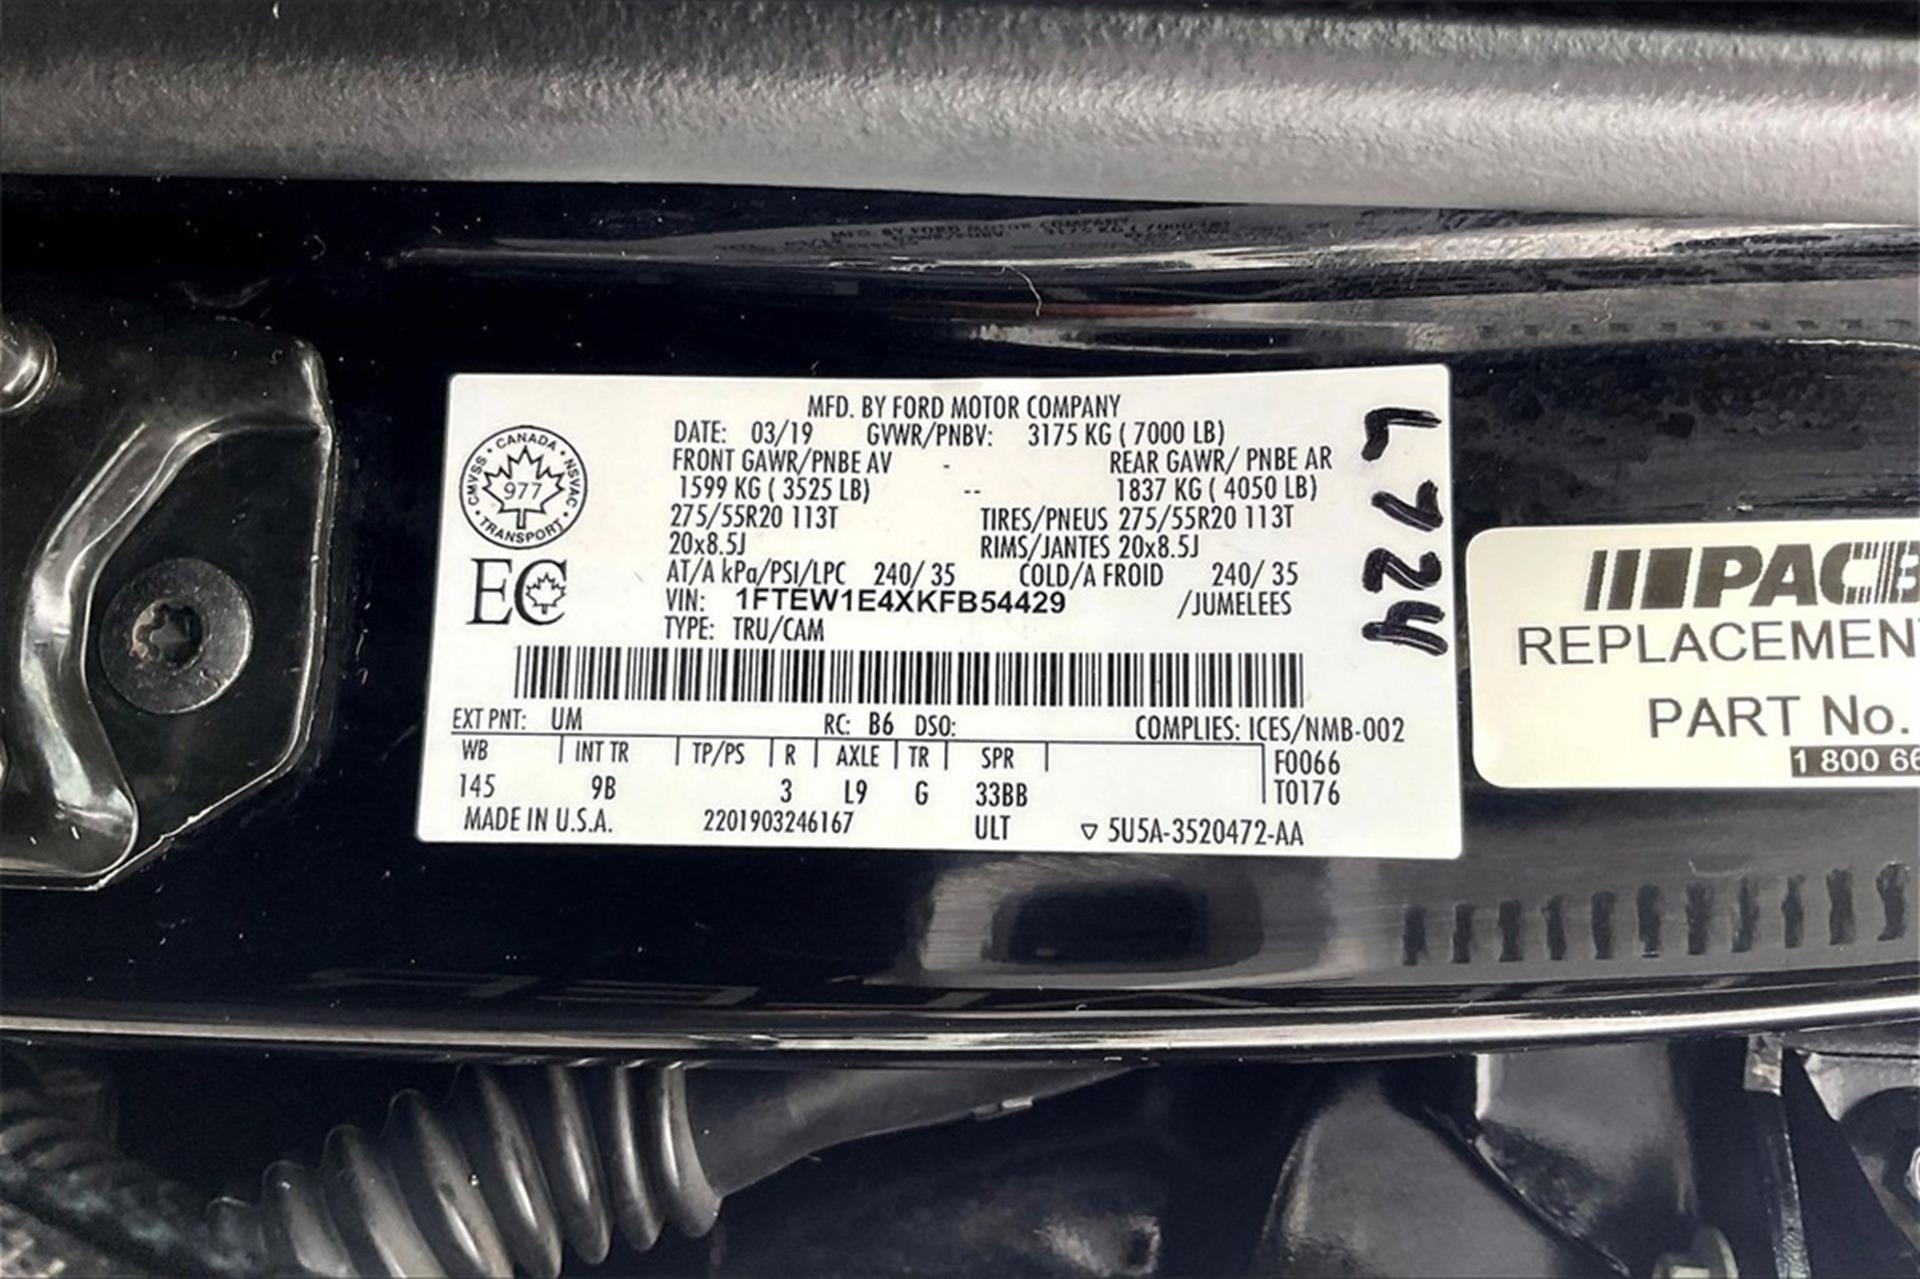 MFD. BY FORD MOTOR COMPANY
DATE: 03/19 GVWR/PNBV: 3175 KG ( 7000 LB)
FRONT GAWR/PNBE AV - REAR GAWR/ PNBE AR
1599 KG ( 3525 LB) -- 1837 KG ( 4050 LB)
275/55R20 113T TIRES/PNEUS 275/55R20 113T
20x8.5J RIMS/JANTES 20x8.5J
AT/A kPa/PSI/LPC 240/ 35 COLD/A FROID 240/ 35
VIN: 1FTEW1E4XKFB54429 /JUMELEES
TYPE: TRU/CAM
CANADA · NSVAC · TRANSPORT · CMVSS ·
977
EC
L724
EXT PNT: UM RC: B6 DSO: COMPLIES: ICES/NMB-002
WB INT TR TP/PS R AXLE TR SPR F0066
145 9B 3 L9 G 33BB T0176
MADE IN U.S.A. 2201903246167 ULT ▽ 5U5A-3520472-AA
REPLACEMEN
PART No.
1 800 66